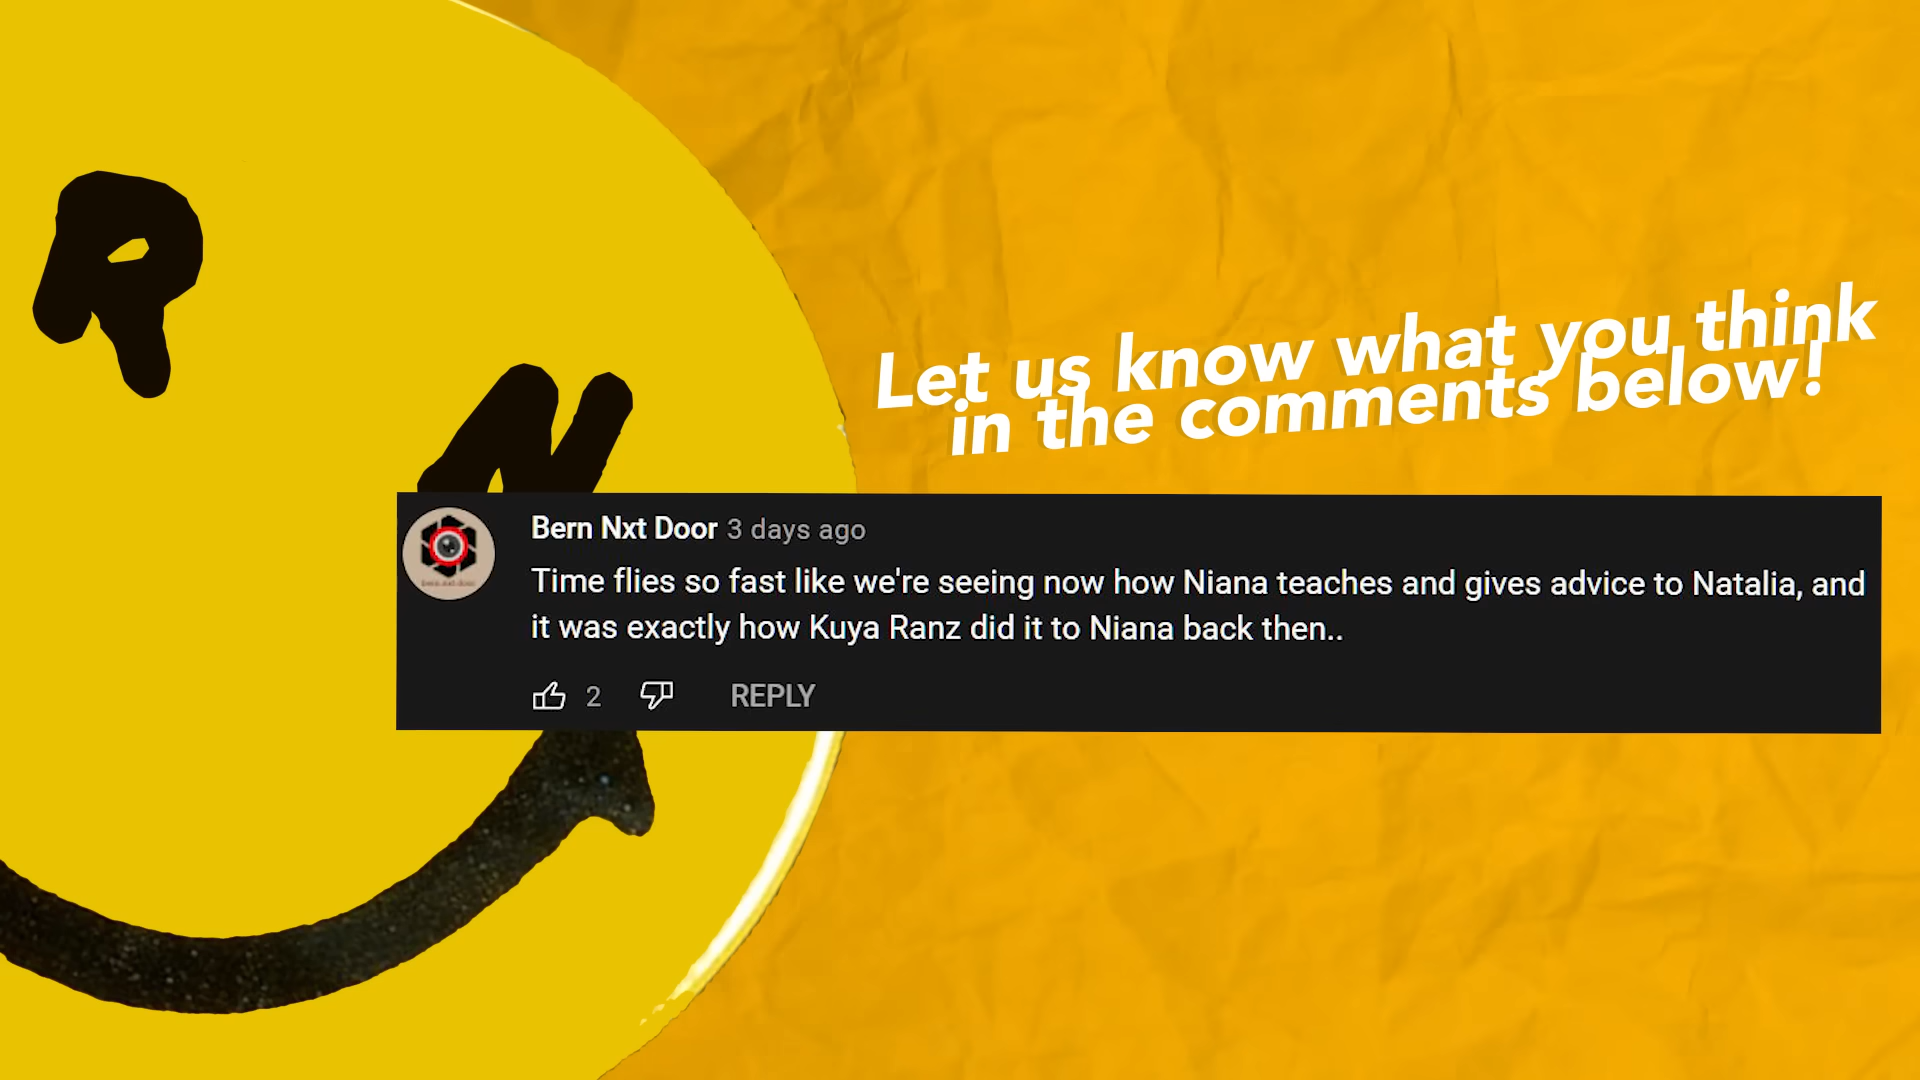 R
N
Let us know what you think
in the comments below!
Bern Nxt Door 3 days ago
Time flies so fast like we're seeing now how Niana teaches and gives advice to Natalia, and
it was exactly how Kuya Ranz did it to Niana back then..
2 REPLY